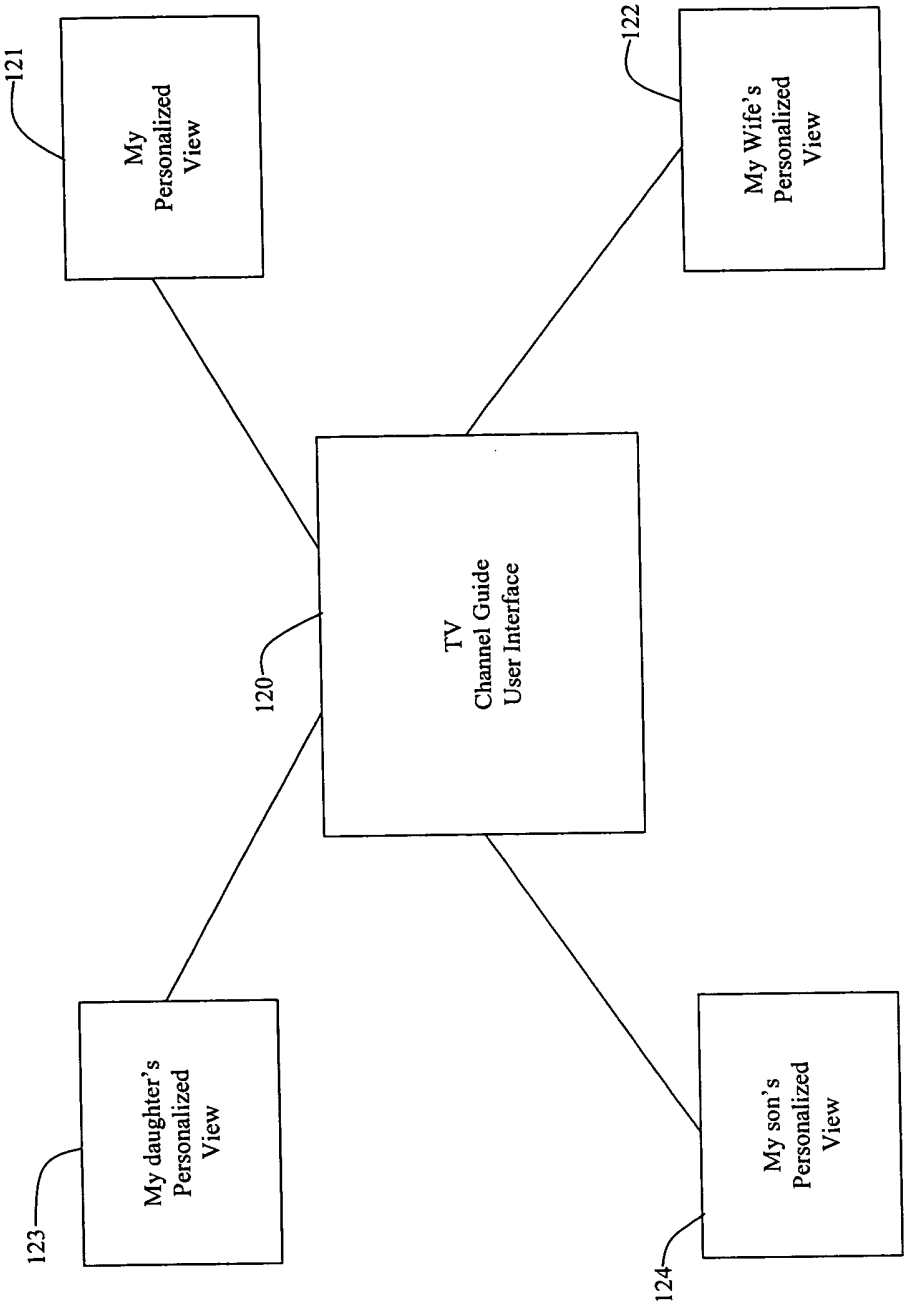 123
My daughter's
Personalized
View
121
My
Personalized
View
120
TV
Channel Guide
User Interface
124
My son's
Personalized
View
122
My Wife's
Personalized
View